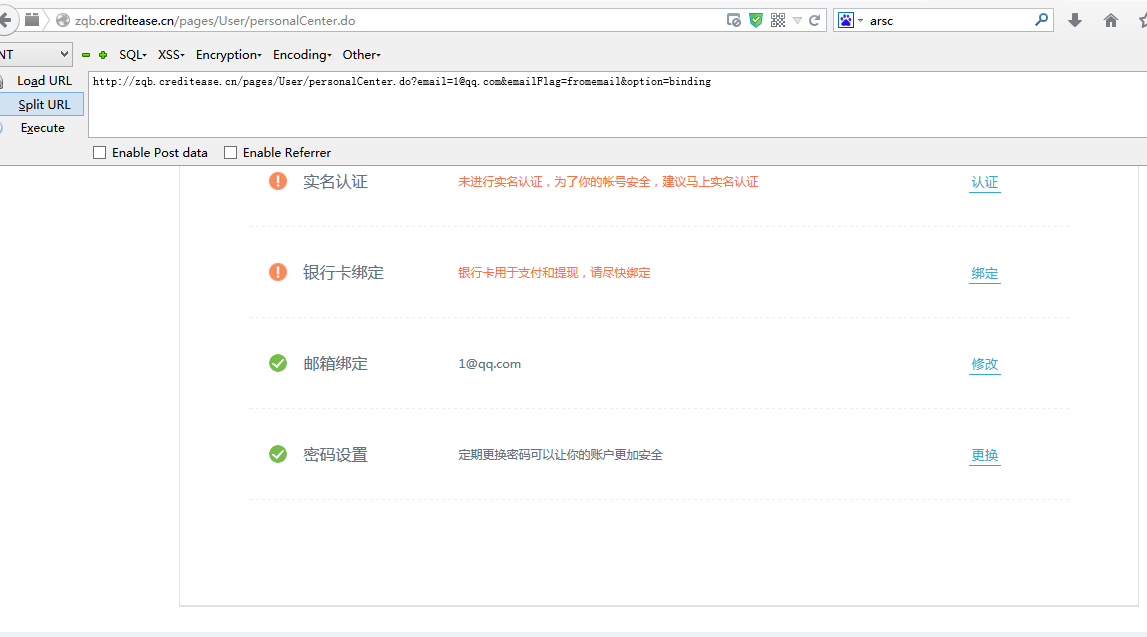 zqb.creditease.cn/pages/User/personalCenter.do
arsc
NT
SQL XSS Encryption Encoding Other
Load URL
http://zqb.creditease.cn/pages/User/personalCenter.do?email=1@qq.com&emailFlag=fromemail&option=binding
Split URL
Execute
Enable Post data Enable Referrer
实名认证 未进行实名认证，为了你的帐号安全，建议马上实名认证 认证
银行卡绑定 银行卡用于支付和提现，请尽快绑定 绑定
邮箱绑定 1@qq.com 修改
密码设置 定期更换密码可以让你的账户更加安全 更换